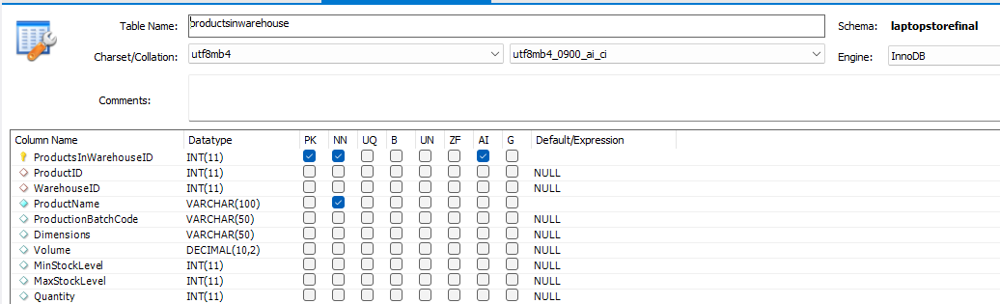 Table Name: productsinwarehouse Schema: laptopstorefinal
Charset/Collation: utf8mb4 utf8mb4_0900_ai_ci Engine: InnoDB
Comments:
Column Name Datatype PK NN UQ B UN ZF AI G Default/Expression
ProductsInWarehouseID INT(11)
ProductID INT(11) NULL
WarehouseID INT(11) NULL
ProductName VARCHAR(100)
ProductionBatchCode VARCHAR(50) NULL
Dimensions VARCHAR(50) NULL
Volume DECIMAL(10,2) NULL
MinStockLevel INT(11) NULL
MaxStockLevel INT(11) NULL
Quantity INT(11) NULL